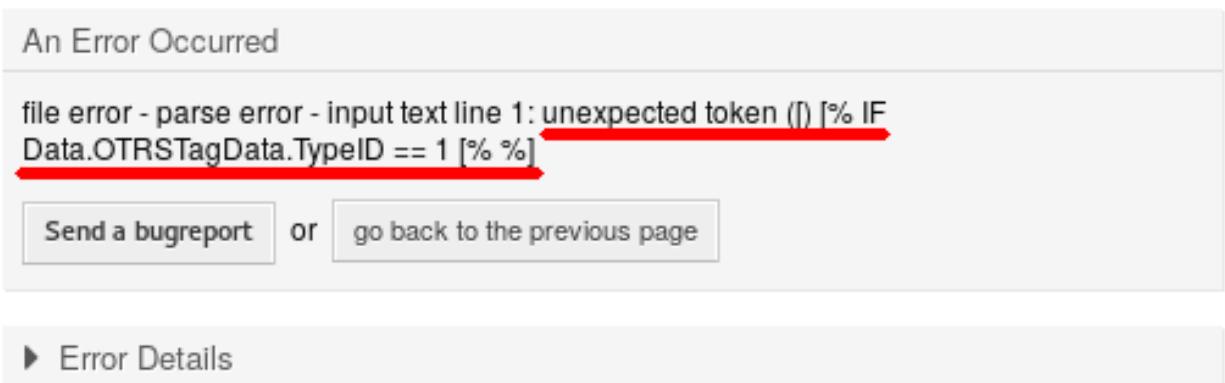 An Error Occurred
file error - parse error - input text line 1: unexpected token ([) [% IF
Data.OTRSTagData.TypeID == 1 [% %]
Send a bugreport or go back to the previous page
Error Details